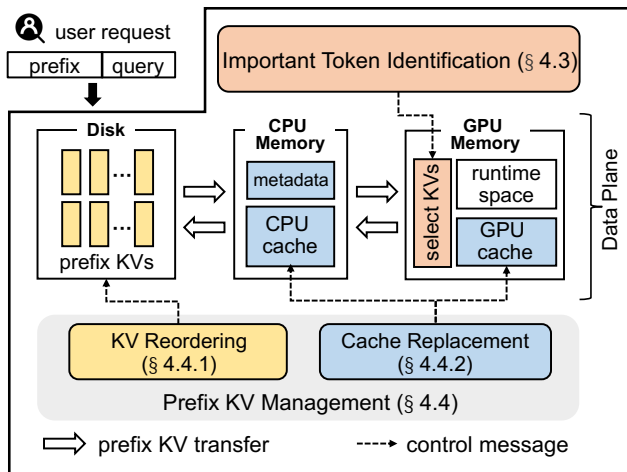 user request
prefix query
Important Token Identification (§ 4.3)
Disk
prefix KVs
CPU
Memory
metadata
CPU
cache
GPU
Memory
select KVs
runtime
space
GPU
cache
Data Plane
KV Reordering
(§ 4.4.1)
Cache Replacement
(§ 4.4.2)
Prefix KV Management (§ 4.4)
prefix KV transfer
control message